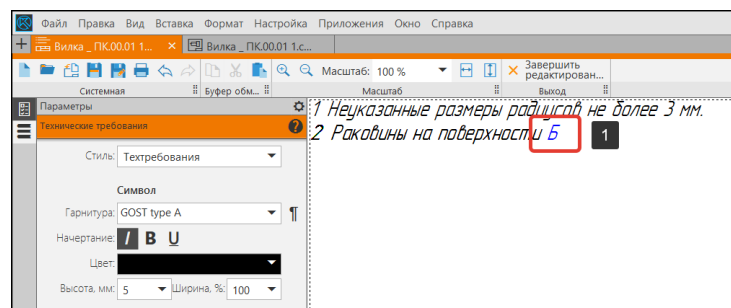 Файл Правка Вид Вставка Формат Настройка Приложения Окно Справка
Вилка _ ПК.00.01 1... Вилка _ ПК.00.01 1.c...
Масштаб: 100 % Завершить
редактирован...
Системная Буфер обм... Масштаб Выход
Параметры
Технические требования
Стиль: Техтребования
Символ
Гарнитура: GOST type A
Начертание: I B U
Цвет:
Высота, мм: 5 Ширина, %: 100
1 Неуказанные размеры радиусов не более 3 мм.
2 Раковины на поверхности Б
1